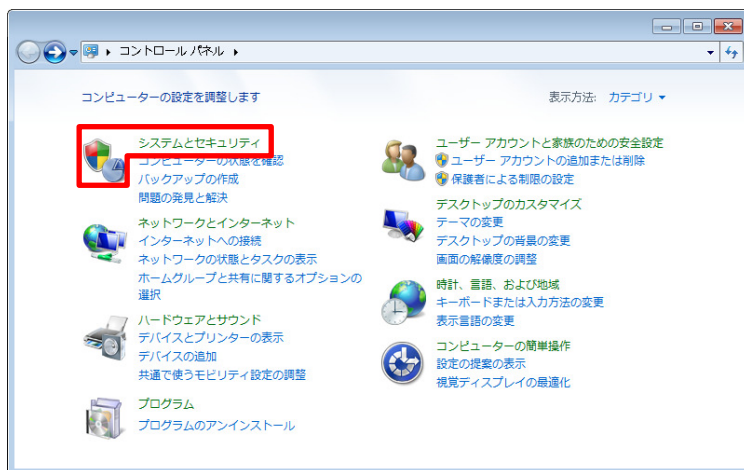 コントロール パネル
コンピューターの設定を調整します
表示方法: カテゴリ
システムとセキュリティ
コンピューターの状態を確認
バックアップの作成
問題の発見と解決
ネットワークとインターネット
インターネットへの接続
ネットワークの状態とタスクの表示
ホームグループと共有に関するオプションの
選択
ハードウェアとサウンド
デバイスとプリンターの表示
デバイスの追加
共通で使うモビリティ設定の調整
プログラム
プログラムのアンインストール
ユーザー アカウントと家族のための安全設定
ユーザー アカウントの追加または削除
保護者による制限の設定
デスクトップのカスタマイズ
テーマの変更
デスクトップの背景の変更
画面の解像度の調整
時計、言語、および地域
キーボードまたは入力方法の変更
表示言語の変更
コンピューターの簡単操作
設定の提案の表示
視覚ディスプレイの最適化